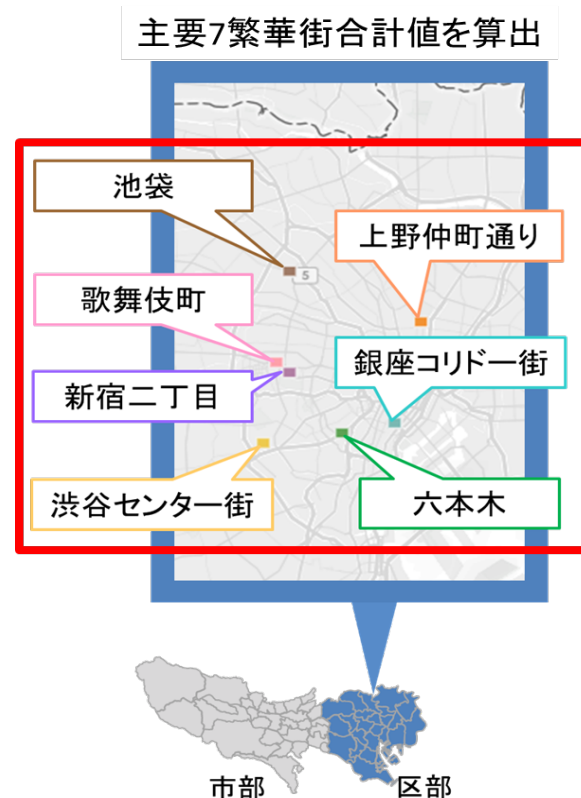 主要7繁華街合計値を算出
池袋
上野仲町通り
5
歌舞伎町
銀座コリドー街
新宿二丁目
渋谷センター街
六本木
市部
区部